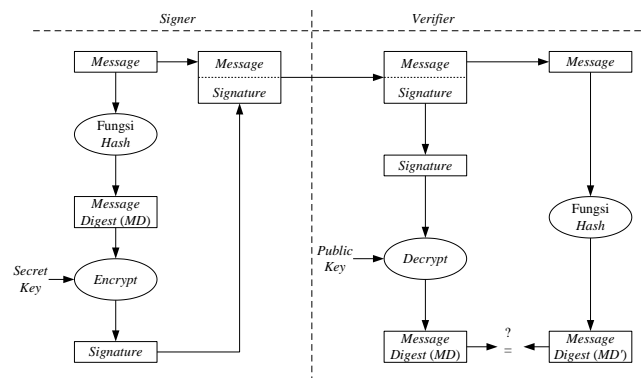 Signer
Verifier
Message
Message
Signature
Message
Signature
Message
Fungsi
Hash
Signature
Message
Digest (MD)
Fungsi
Hash
Secret
Key
Encrypt
Public
Key
Decrypt
Signature
Message
Digest (MD)
?
=
Message
Digest (MD')